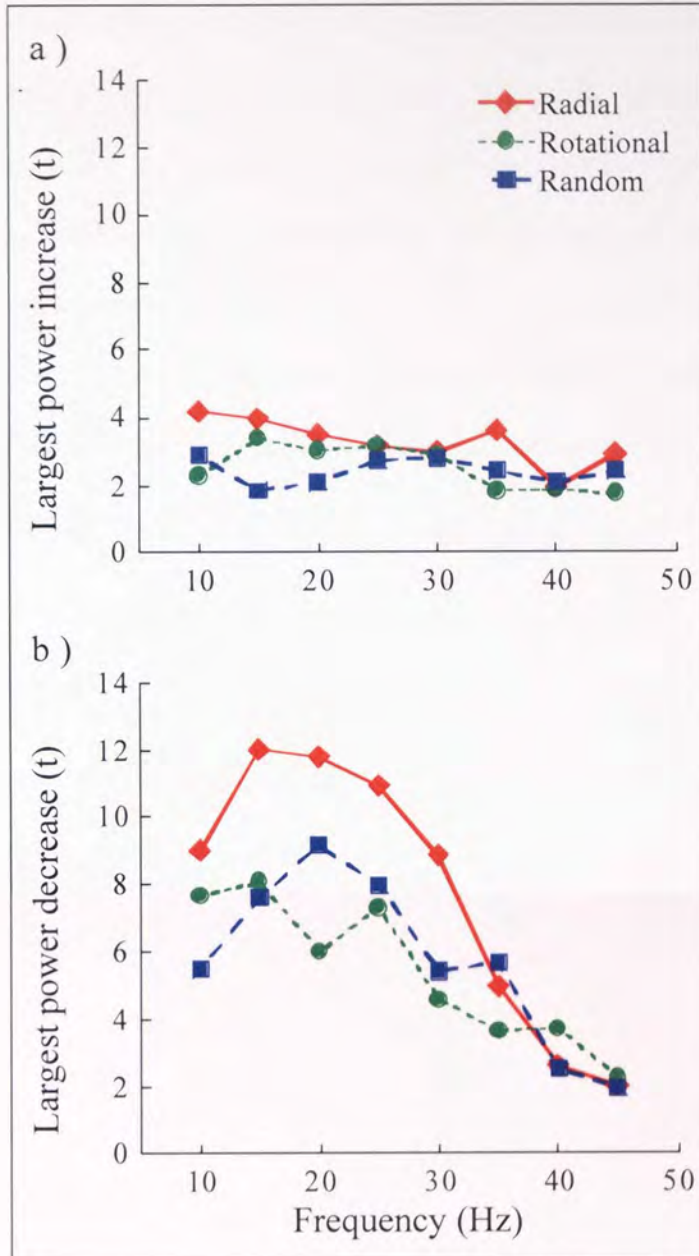 a )
Largest power increase (t)
14
12
10
8
6
4
2
0
Radial
Rotational
Random
10 20 30 40 50
b )
Largest power decrease (t)
14
12
10
8
6
4
2
0
10 20 30 40 50
Frequency (Hz)